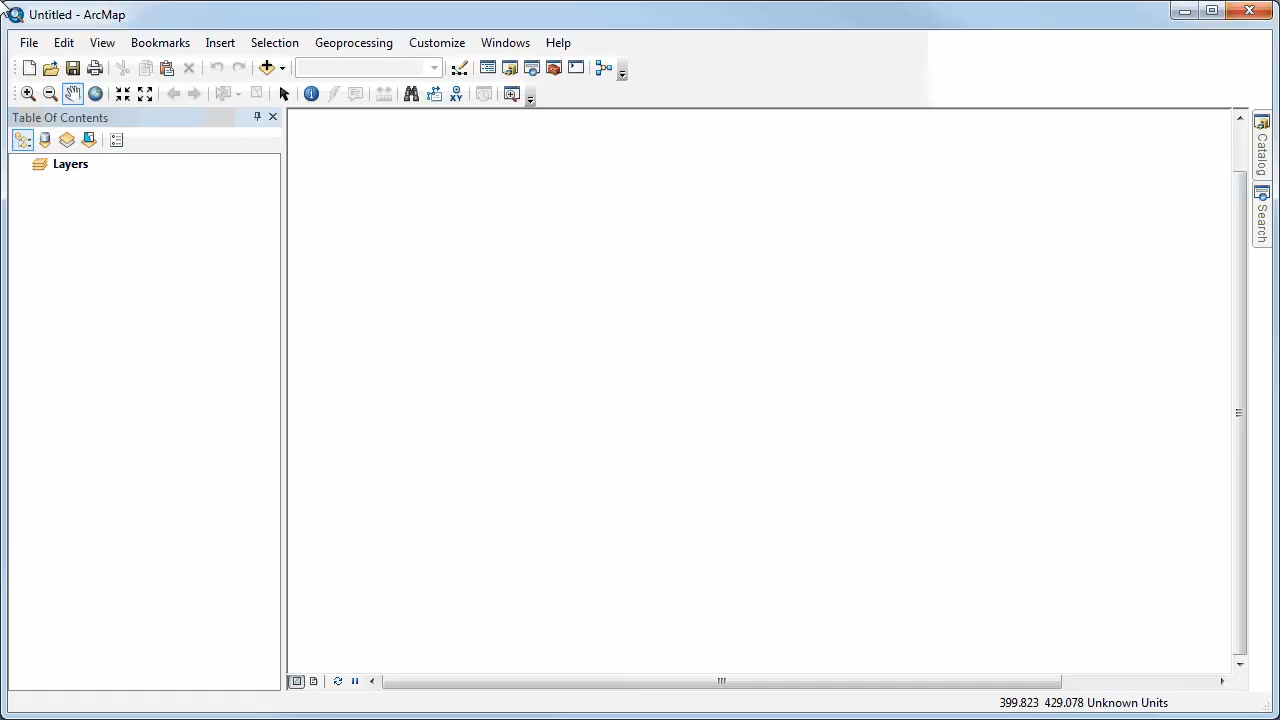 Untitled - ArcMap
File Edit View Bookmarks Insert Selection Geoprocessing Customize Windows Help
Table Of Contents
Layers
Catalog
Search
399.823 429.078 Unknown Units